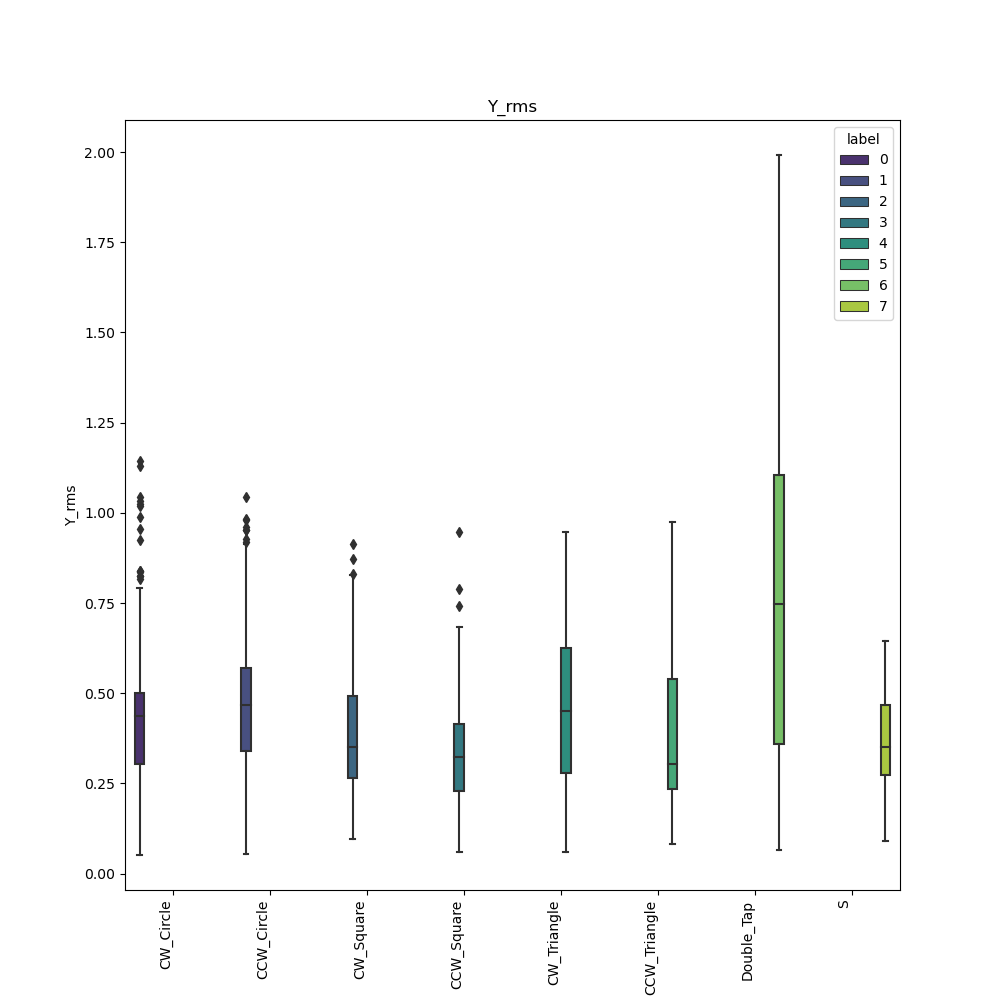 Y_rms
label
0
1
2
3
4
5
6
7
2.00
1.75
1.50
1.25
1.00
0.75
0.50
0.25
0.00
Y_rms
CW_Circle
CCW_Circle
CW_Square
CCW_Square
CW_Triangle
CCW_Triangle
Double_Tap
S